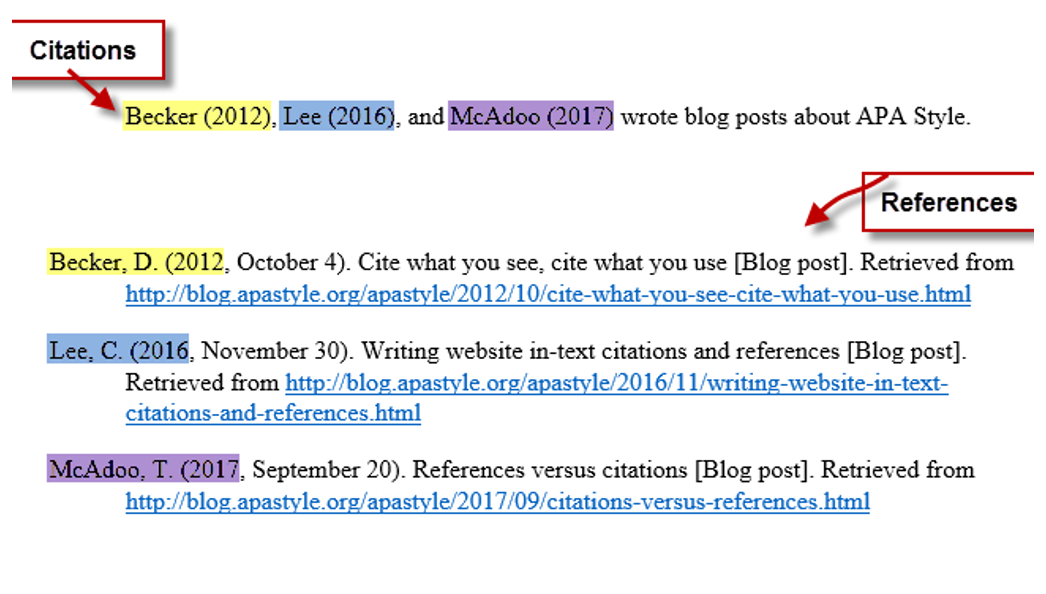 Citations
Becker (2012), Lee (2016), and McAdoo (2017) wrote blog posts about APA Style.
References
Becker, D. (2012, October 4). Cite what you see, cite what you use [Blog post]. Retrieved from
http://blog.apastyle.org/apastyle/2012/10/cite-what-you-see-cite-what-you-use.html
Lee, C. (2016, November 30). Writing website in-text citations and references [Blog post].
Retrieved from http://blog.apastyle.org/apastyle/2016/11/writing-website-in-text-
citations-and-references.html
McAdoo, T. (2017, September 20). References versus citations [Blog post]. Retrieved from
http://blog.apastyle.org/apastyle/2017/09/citations-versus-references.html